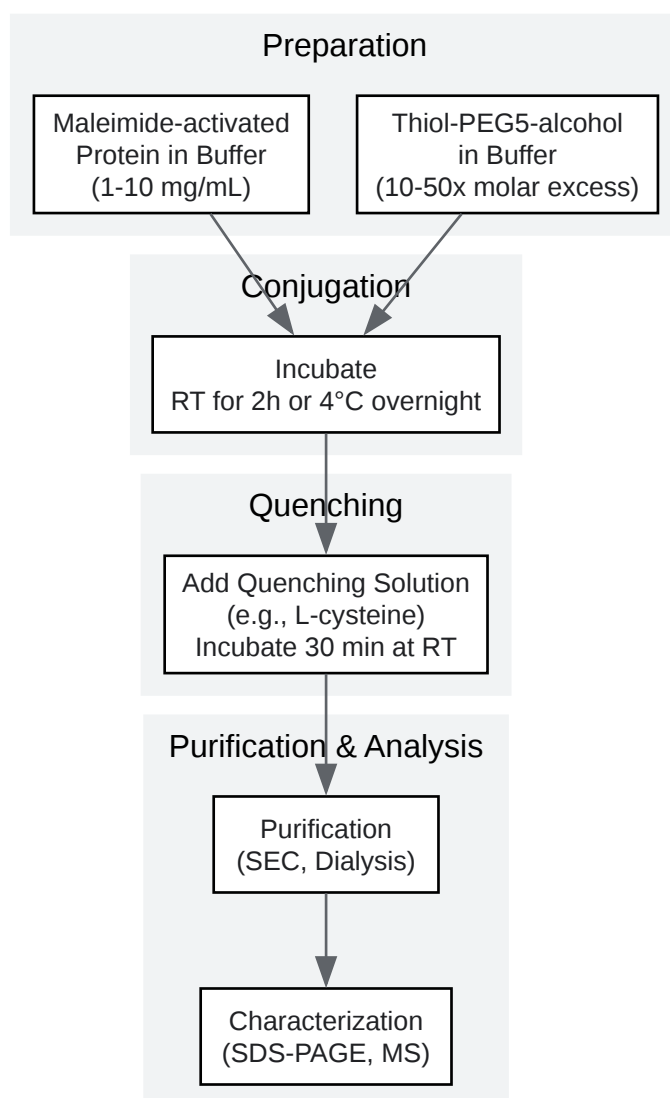 Preparation
Maleimide-activated
Protein in Buffer
(1-10 mg/mL)
Thiol-PEG5-alcohol
in Buffer
(10-50x molar excess)
Conjugation
Incubate
RT for 2h or 4°C overnight
Quenching
Add Quenching Solution
(e.g., L-cysteine)
Incubate 30 min at RT
Purification & Analysis
Purification
(SEC, Dialysis)
Characterization
(SDS-PAGE, MS)